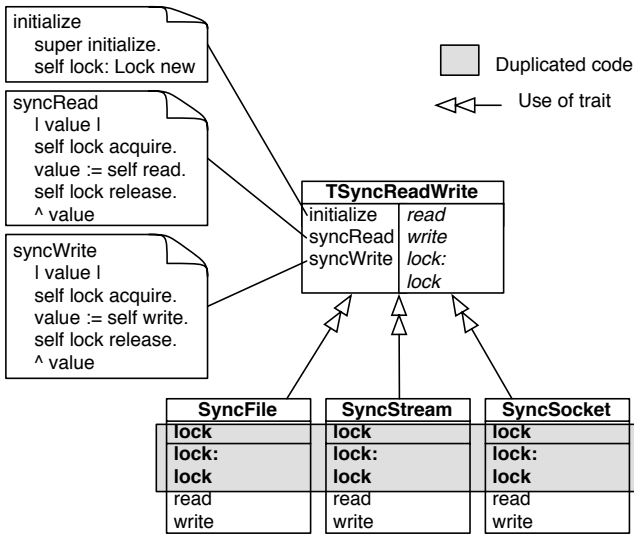 initialize
super initialize.
self lock: Lock new
syncRead
| value |
self lock acquire.
value := self read.
self lock release.
^ value
syncWrite
| value |
self lock acquire.
value := self write.
self lock release.
^ value
Duplicated code
Use of trait
TSyncReadWrite
initialize read
syncRead write
syncWrite lock:
lock
SyncFile
lock
lock:
lock
read
write
SyncStream
lock
lock:
lock
read
write
SyncSocket
lock
lock:
lock
read
write